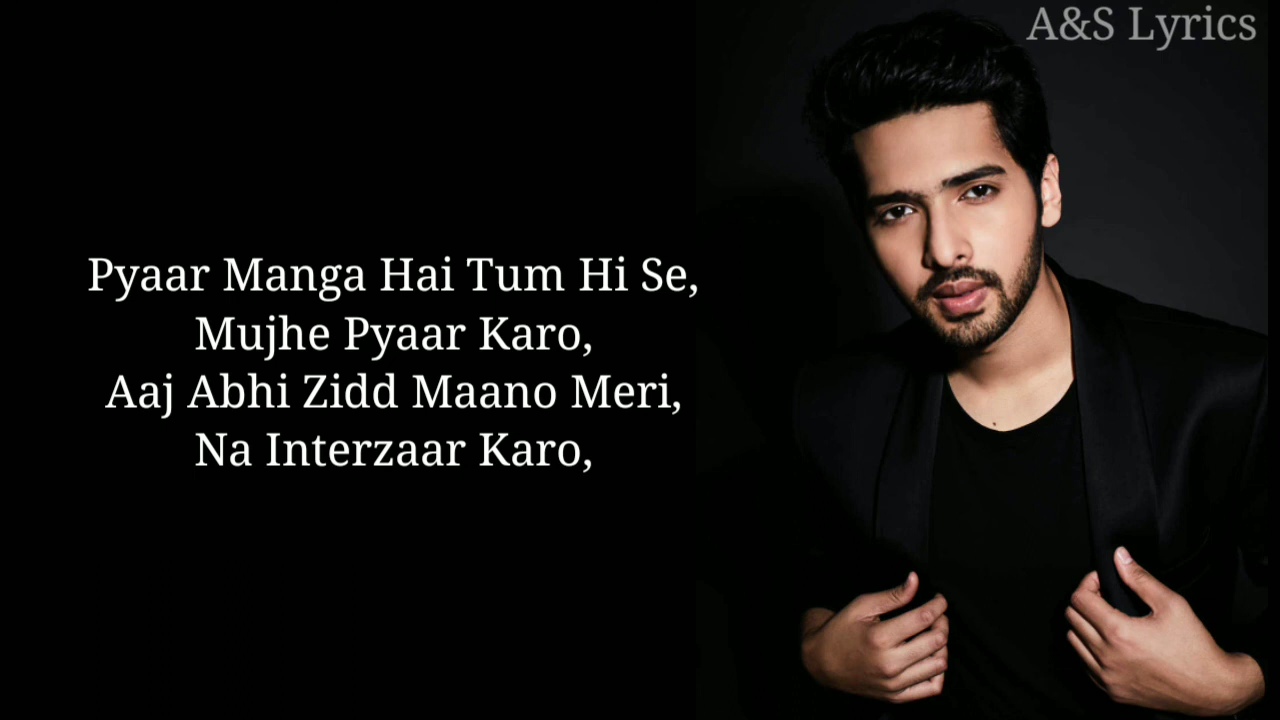 A&S Lyrics
Pyaar Manga Hai Tum Hi Se,
Mujhe Pyaar Karo,
Aaj Abhi Zidd Maano Meri,
Na Interzaar Karo,